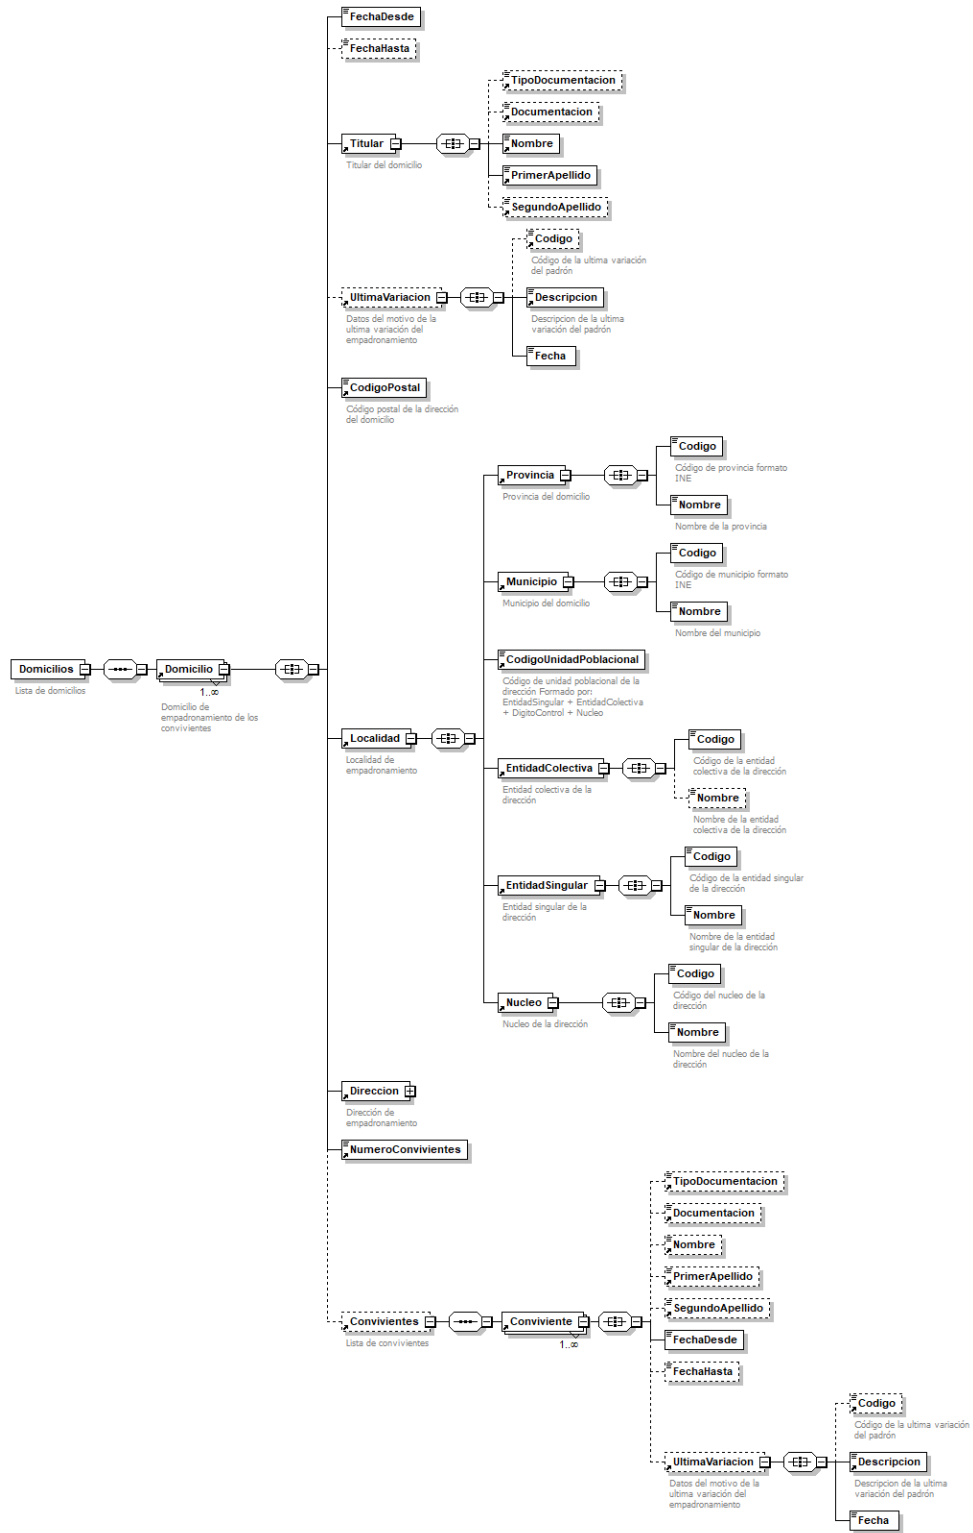 FechaDesde
FechaHasta
TipoDocumentacion
Documentacion
Titular
Nombre
Titular del domicilio
PrimerApellido
SegundoApellido
Codigo
Código de la ultima variación
del padrón
UltimaVariacion
Descripcion
Datos del motivo de la
ultima variación del
empadronamiento
Descripcion de la ultima
variación del padrón
Fecha
CodigoPostal
Código postal de la dirección
del domicilio
Codigo
Código de provincia formato
INE
Provincia
Provincia del domicilio
Nombre
Nombre de la provincia
Codigo
Código de municipio formato
INE
Municipio
Municipio del domicilio
Nombre
Nombre del municipio
CodigoUnidadPoblacional
Código de unidad poblacional de la
dirección Formado por:
EntidadSingular + EntidadColectiva
+ DigitoControl + Nucleo
Domicilios
Lista de domicilios
Domicilio
1..∞
Domicilio de
empadronamiento de los
convivientes
Localidad
Localidad de
empadronamiento
Codigo
Código de la entidad
colectiva de la dirección
EntidadColectiva
Entidad colectiva de la
dirección
Nombre
Nombre de la entidad
colectiva de la dirección
Codigo
Código de la entidad singular
de la dirección
EntidadSingular
Entidad singular de la
dirección
Nombre
Nombre de la entidad
singular de la dirección
Codigo
Código del nucleo de la
dirección
Nucleo
Nucleo de la dirección
Nombre
Nombre del nucleo de la
dirección
Direccion
Dirección de
empadronamiento
NumeroConvivientes
TipoDocumentacion
Documentacion
Nombre
PrimerApellido
SegundoApellido
Convivientes
Lista de convivientes
Conviviente
1..∞
FechaDesde
FechaHasta
Codigo
Código de la ultima variación
del padrón
UltimaVariacion
Datos del motivo de la
ultima variación del
empadronamiento
Descripcion
Descripcion de la ultima
variación del padrón
Fecha